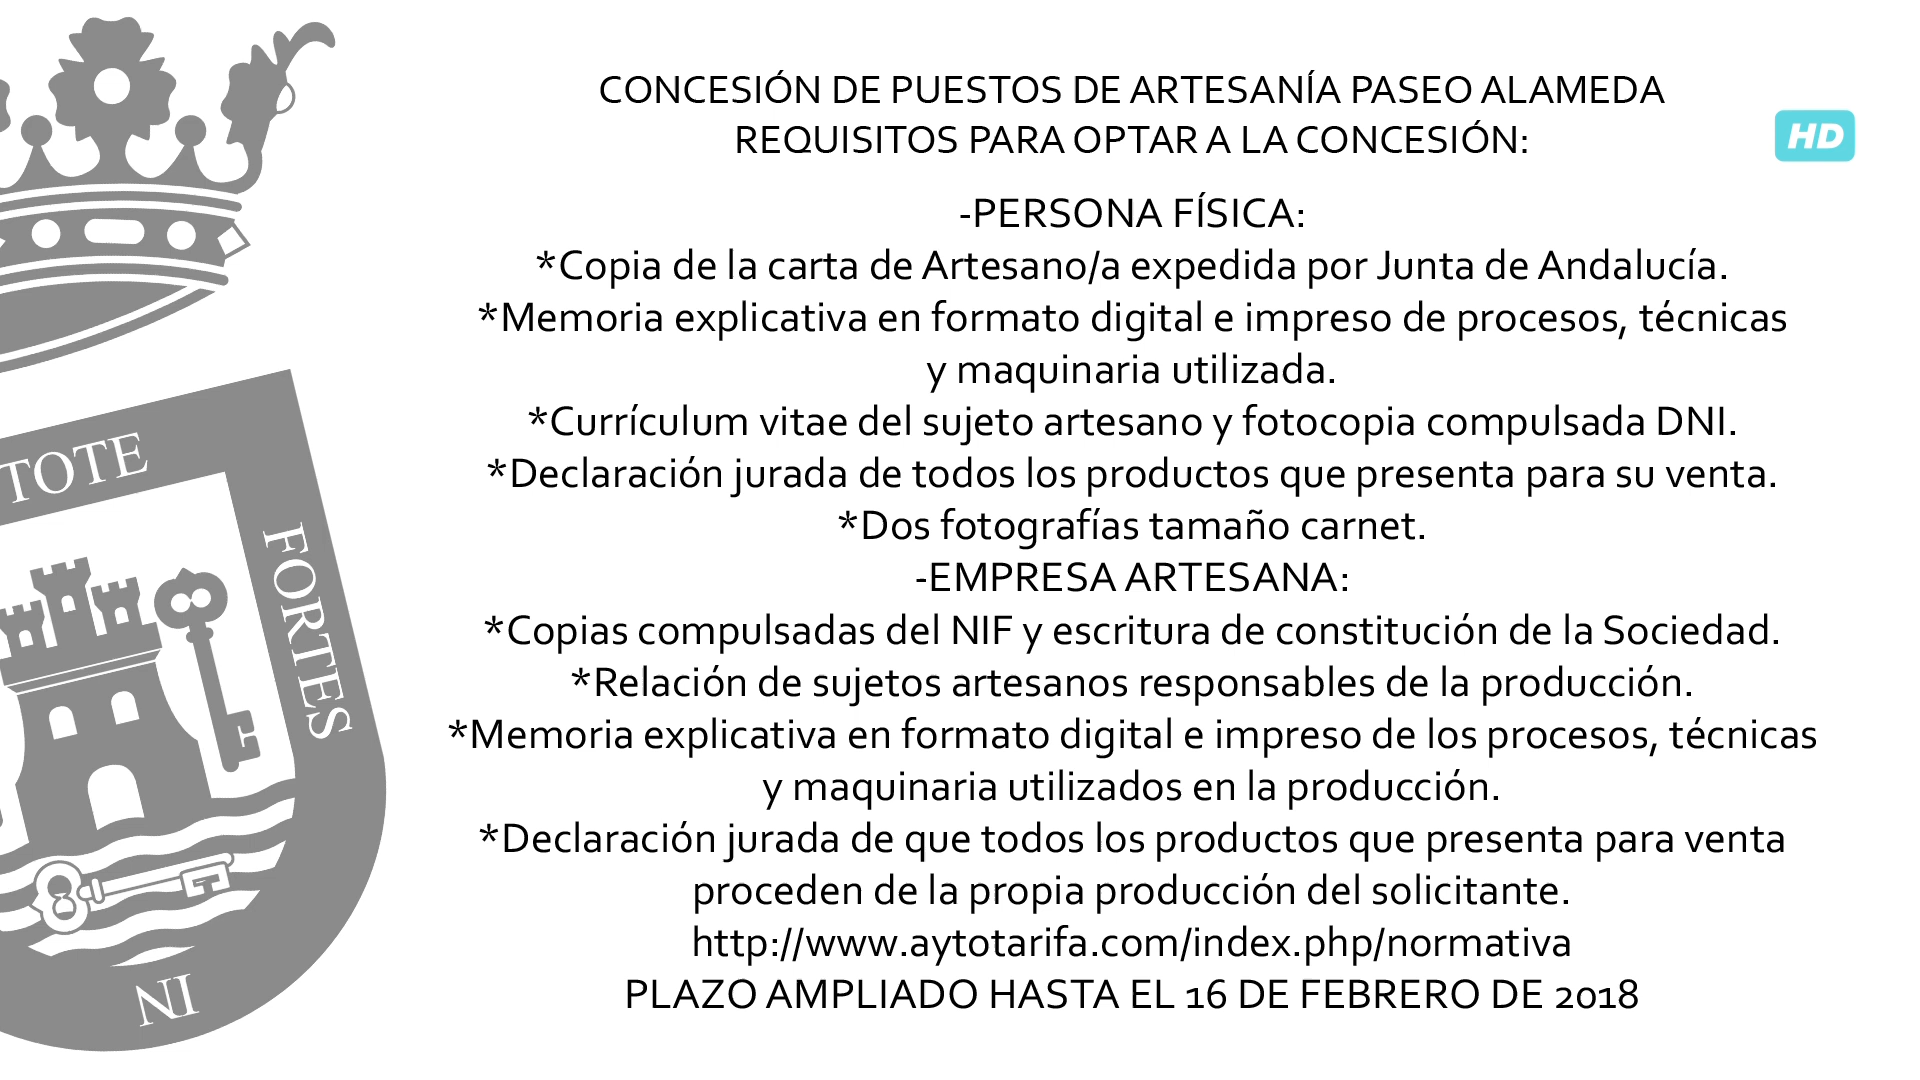 CONCESIÓN DE PUESTOS DE ARTESANÍA PASEO ALAMEDA
REQUISITOS PARA OPTAR A LA CONCESIÓN:
HD
-PERSONA FÍSICA:
*Copia de la carta de Artesano/a expedida por Junta de Andalucía.
*Memoria explicativa en formato digital e impreso de procesos, técnicas
y maquinaria utilizada.
*Currículum vitae del sujeto artesano y fotocopia compulsada DNI.
*Declaración jurada de todos los productos que presenta para su venta.
*Dos fotografías tamaño carnet.
-EMPRESA ARTESANA:
*Copias compulsadas del NIF y escritura de constitución de la Sociedad.
*Relación de sujetos artesanos responsables de la producción.
*Memoria explicativa en formato digital e impreso de los procesos, técnicas
y maquinaria utilizados en la producción.
*Declaración jurada de que todos los productos que presenta para venta
proceden de la propia producción del solicitante.
http://www.aytotarifa.com/index.php/normativa
PLAZO AMPLIADO HASTA EL 16 DE FEBRERO DE 2018
TOTE
FORTES
IN